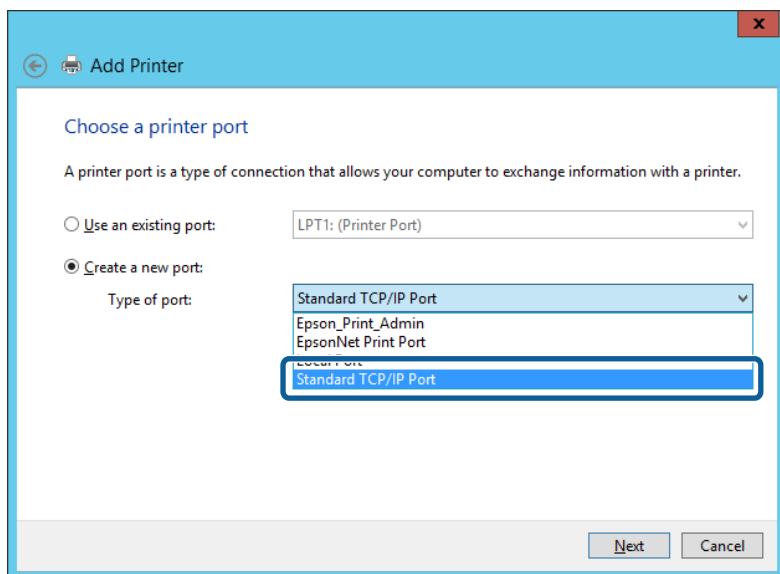 x
Add Printer
Choose a printer port
A printer port is a type of connection that allows your computer to exchange information with a printer.
Use an existing port: LPT1: (Printer Port)
Create a new port:
Type of port: Standard TCP/IP Port
Epson_Print_Admin
EpsonNet Print Port
Local Port
Standard TCP/IP Port
Next Cancel